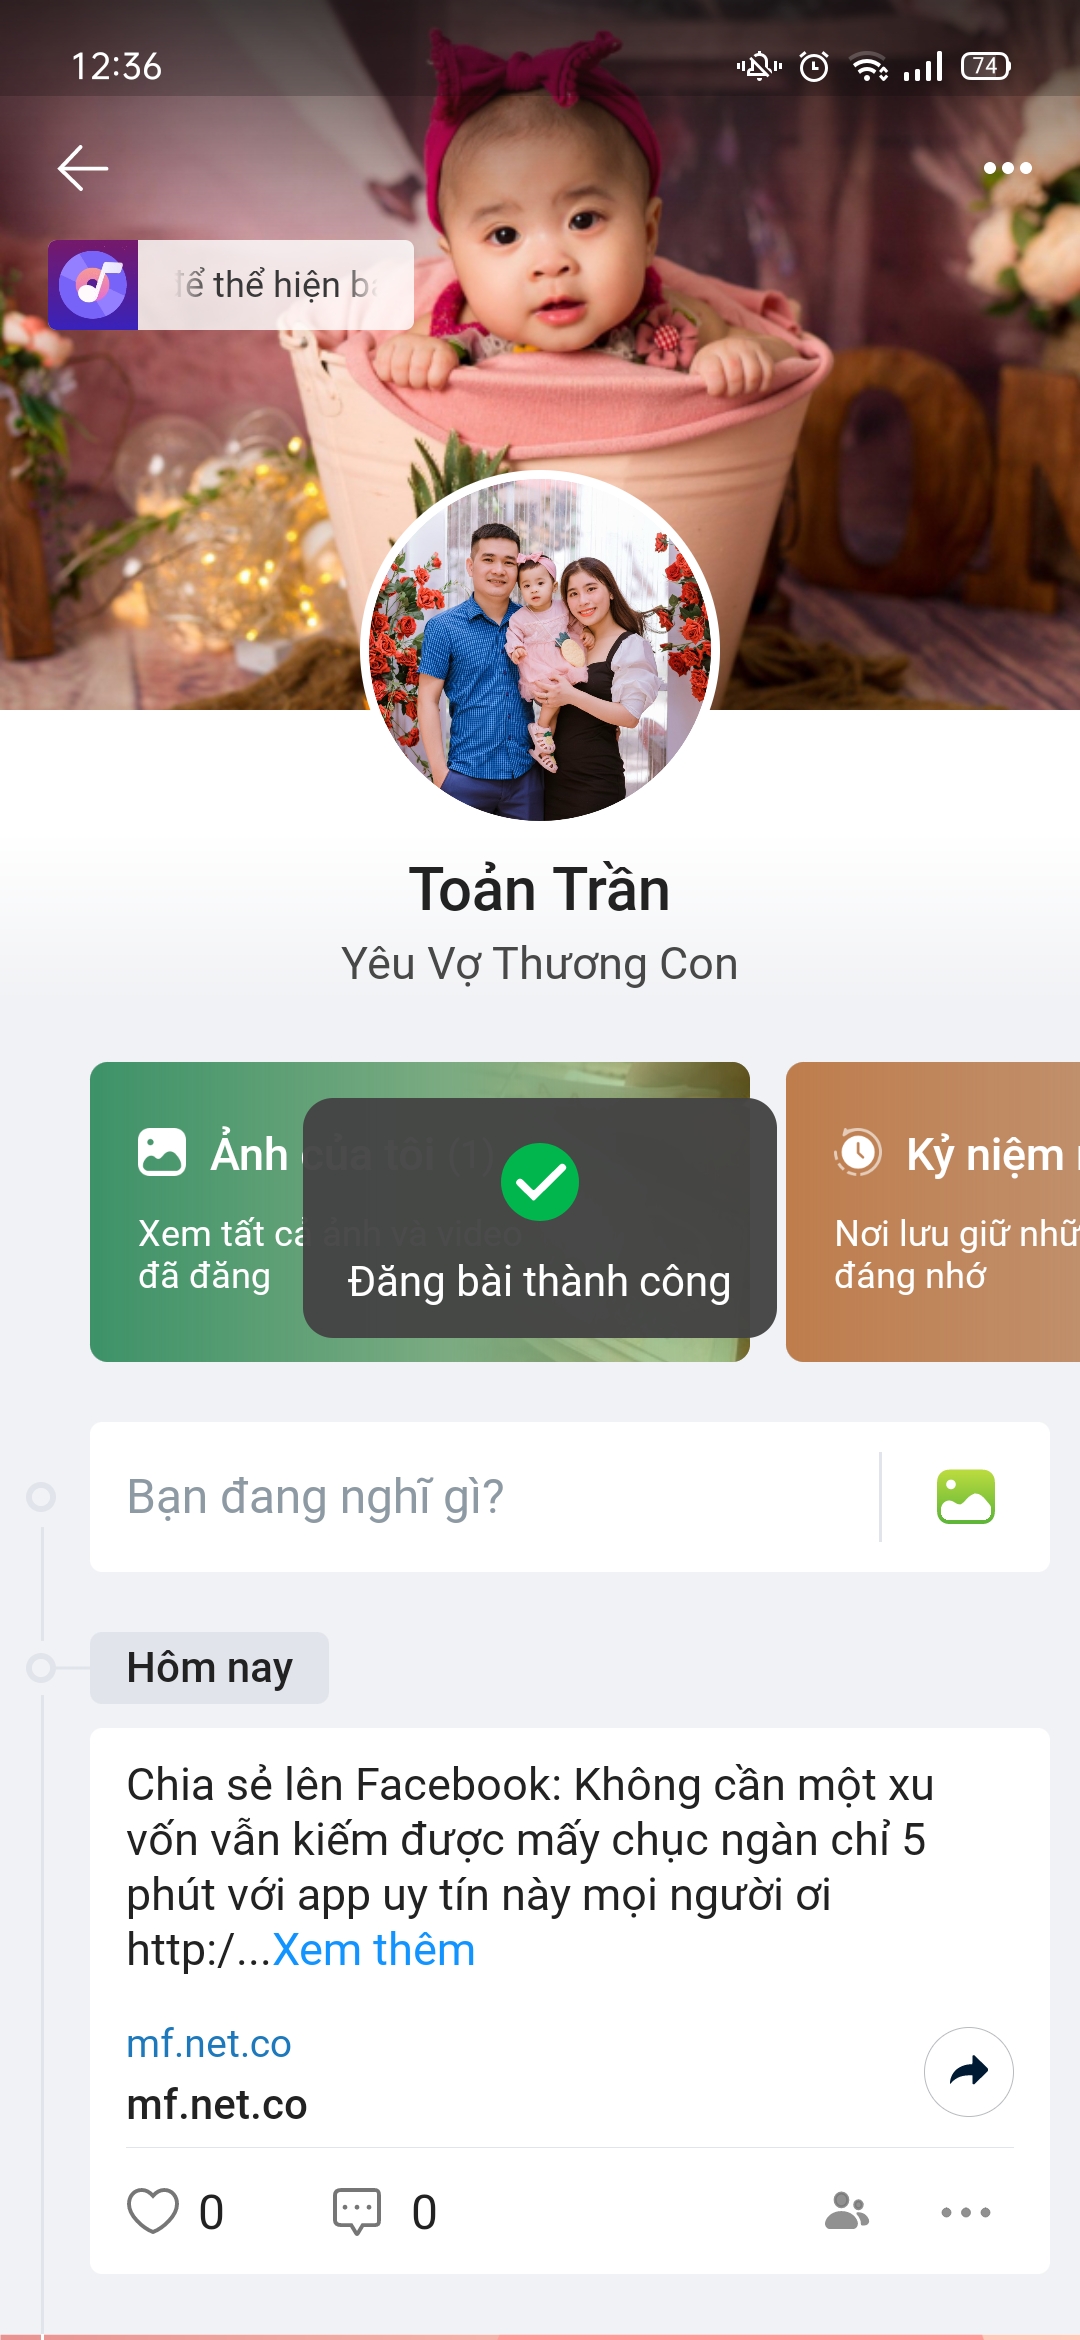 12:36
74
để thể hiện
Toản Trần
Yêu Vợ Thương Con
Ảnh của tôi (1)
Xem tất cả ảnh và video
đã đăng
Kỷ niệm
Nơi lưu giữ
đáng nhớ
Đăng bài thành công
Bạn đang nghĩ gì?
Hôm nay
Chia sẻ lên Facebook: Không cần một xu
vốn vẫn kiếm được mấy chục ngàn chỉ 5
phút với app uy tín này mọi người ơi
http:/...Xem thêm
mf.net.co
mf.net.co
0 0